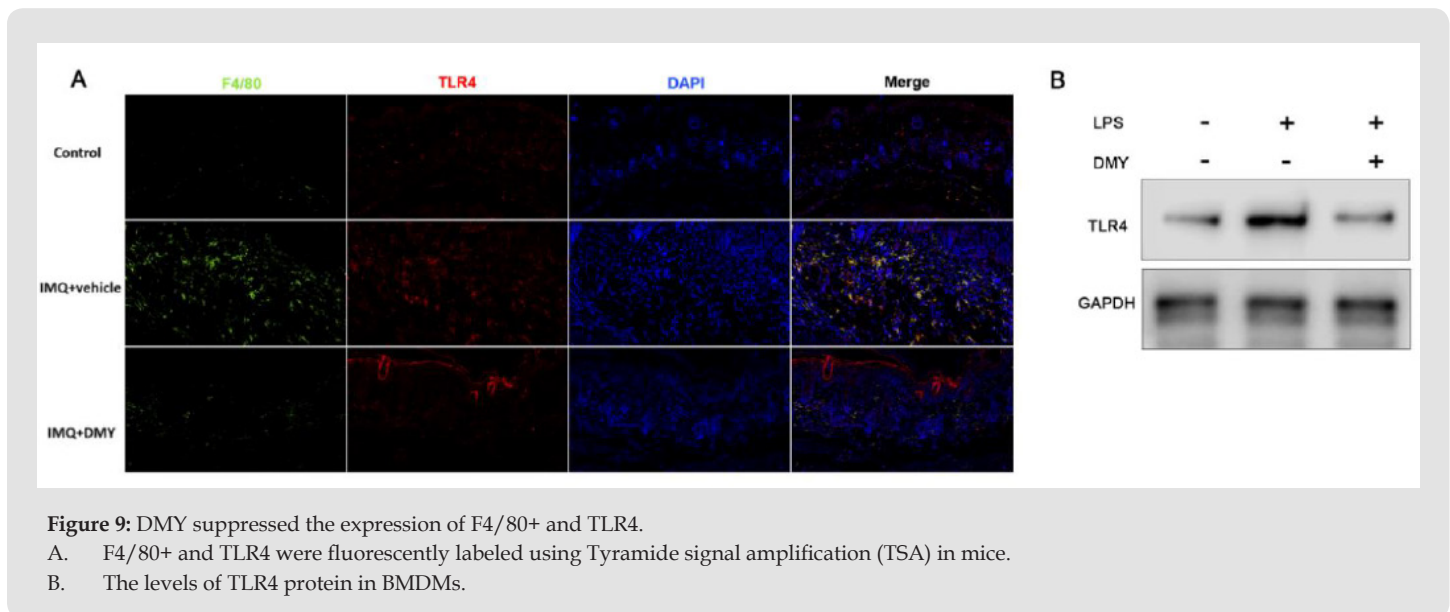 A
F4/80 TLR4 DAPI Merge
Control
IMQ+vehicle
IMQ+DMY
B
LPS - + +
DMY - - +
TLR4
GAPDH
Figure 9: DMY suppressed the expression of F4/80+ and TLR4.
A. F4/80+ and TLR4 were fluorescently labeled using Tyramide signal amplification (TSA) in mice.
B. The levels of TLR4 protein in BMDMs.